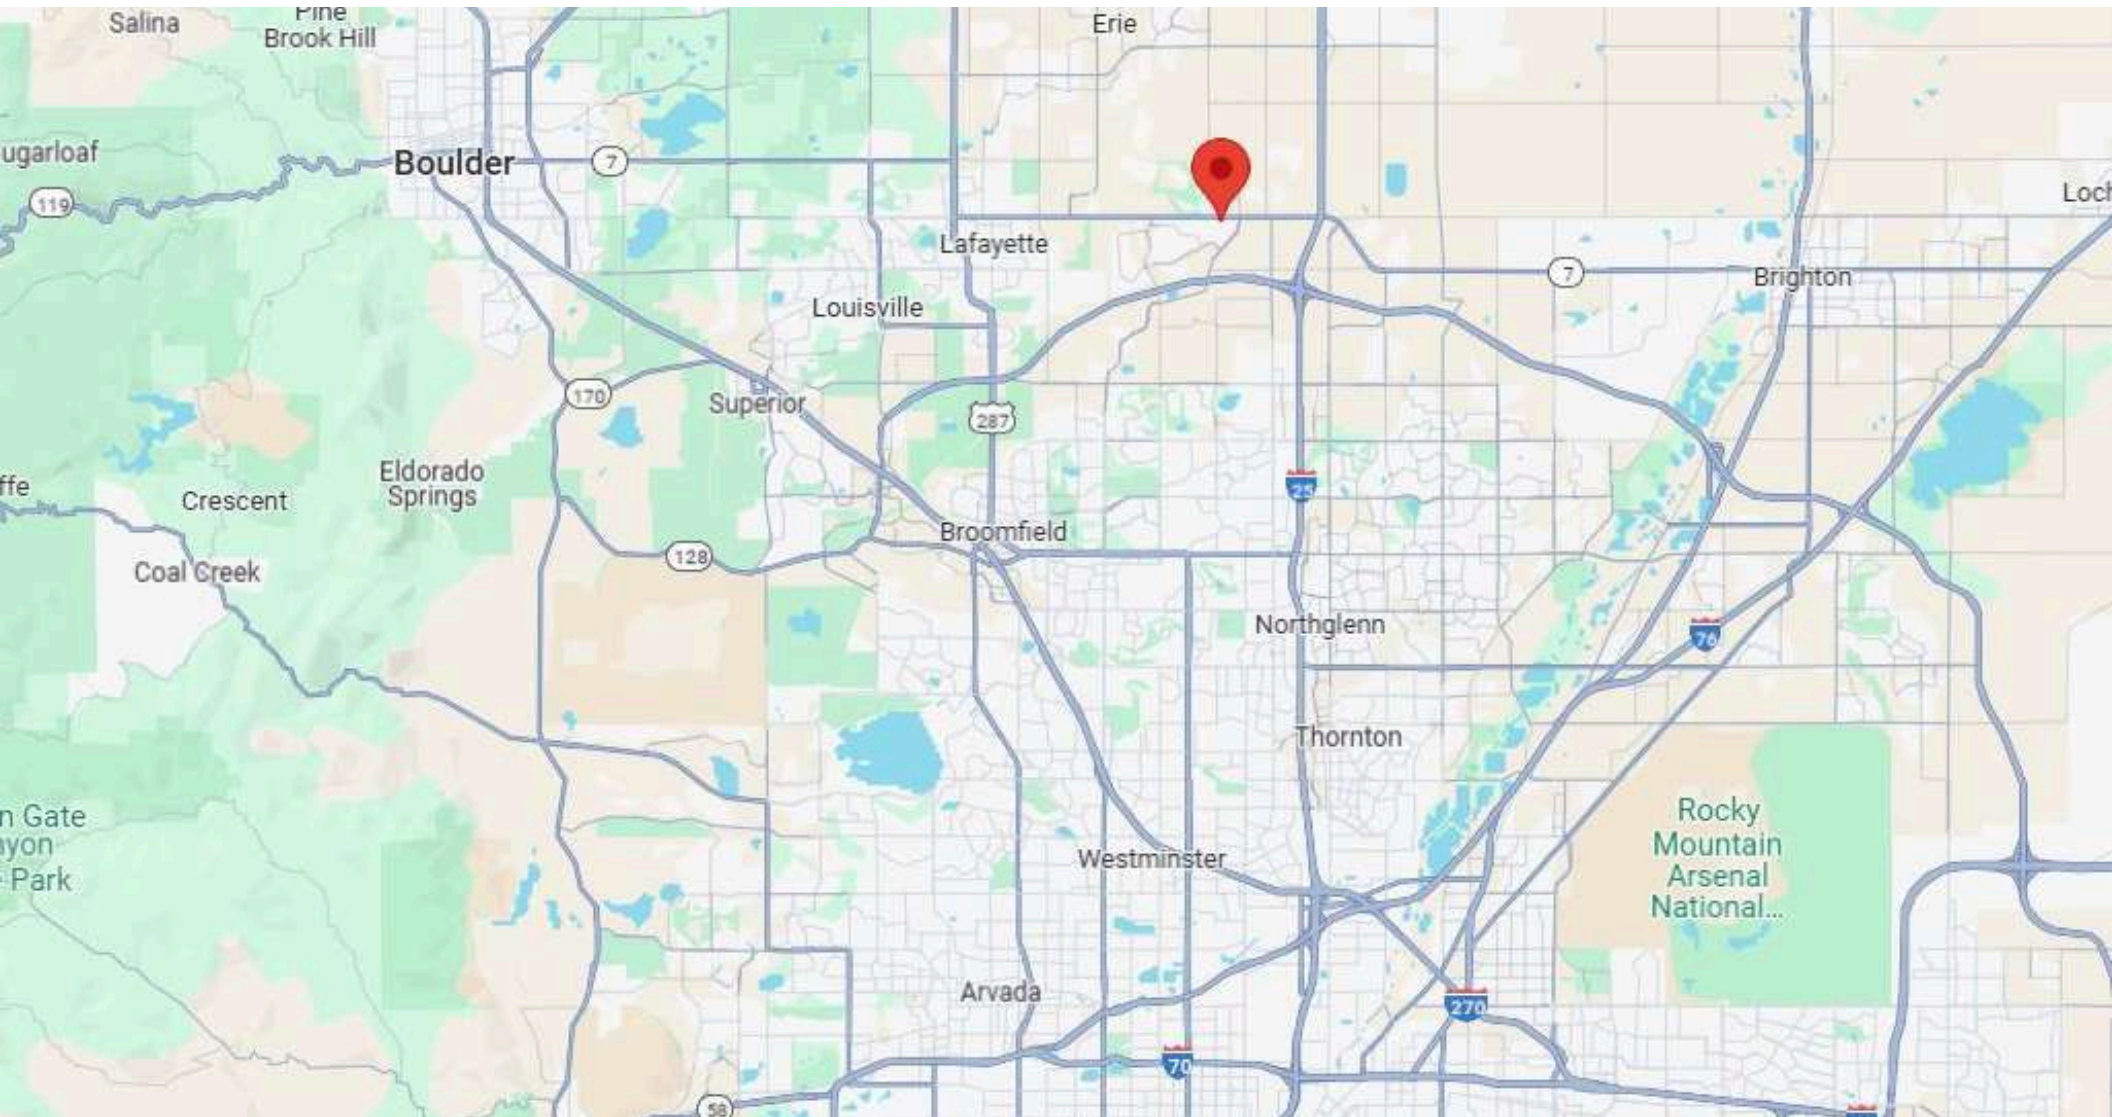 Salina
Pine
Brook Hill
Erie
ugarloaf
Boulder
7
119
Loch
Lafayette
7
Brighton
Louisville
170
Superior
287
Eldorado
Springs
ffe
Crescent
25
Broomfield
128
Coal Creek
Northglenn
76
Thornton
n Gate
nyon
Park
Rocky
Mountain
Arsenal
National...
Westminster
Arvada
270
70
58